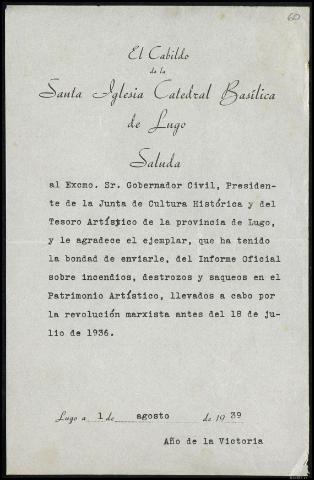 60
El Cabildo
de la
Santa Iglesia Catedral Basílica
de Lugo
Saluda
al Excmo. Sr. Gobernador Civil, Presiden-
te de la Junta de Cultura Histórica y del
Tesoro Artístico de la provincia de Lugo,
y le agradece el ejemplar, que ha tenido
la bondad de enviarle, del Informe Oficial
sobre incendios, destrozos y saqueos en el
Patrimonio Artístico, llevados a cabo por
la revolución marxista antes del 18 de ju-
lio de 1936.
Lugo a 1 de agosto de 1939
Año de la Victoria